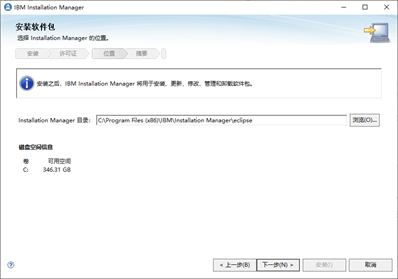 IBM Installation Manager
安装软件包
选择 Installation Manager 的位置。
安装 许可证 位置 摘要
安装之后，IBM Installation Manager 将用于安装、更新、修改、管理和卸载软件包。
Installation Manager 目录： C:\Program Files (x86)\IBM\Installation Manager\eclipse 浏览(O)...
磁盘空间信息
卷 可用空间
C: 346.31 GB
< 上一步(B) 下一步(N) > 安装(I) 取消